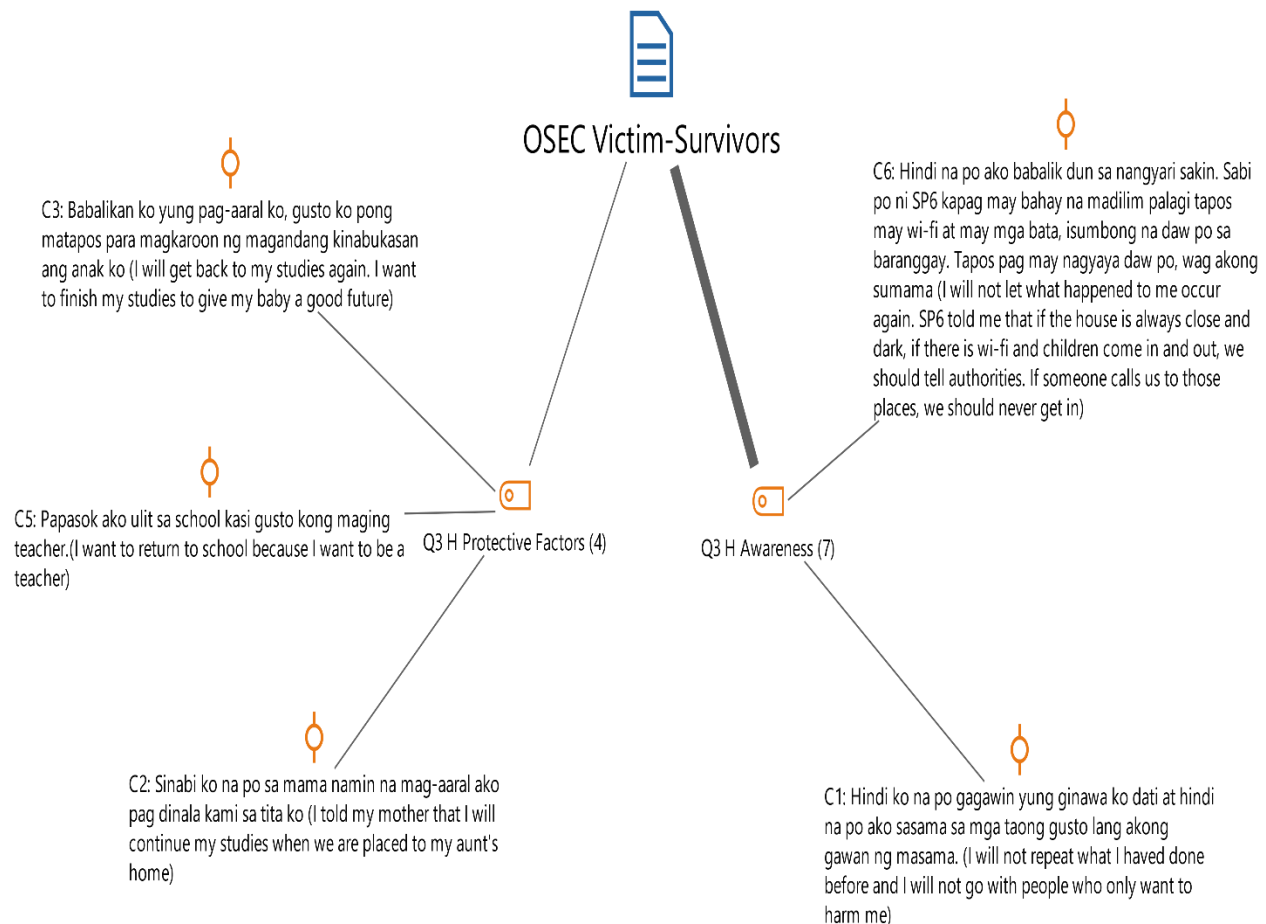 OSEC Victim-Survivors
C3: Babalikan ko yung pag-aaral ko, gusto ko pong
matapos para magkaroon ng magandang kinabukasan
ang anak ko (I will get back to my studies again. I want
to finish my studies to give my baby a good future)
C6: Hindi na po ako babalik dun sa nangyari sakin. Sabi
po ni SP6 kapag may bahay na madilim palagi tapos
may wi-fi at may mga bata, isumbong na daw po sa
baranggay. Tapos pag may nagyaya daw po, wag akong
sumama (I will not let what happened to me occur
again. SP6 told me that if the house is always close and
dark, if there is wi-fi and children come in and out, we
should tell authorities. If someone calls us to those
places, we should never get in)
C5: Papasok ako ulit sa school kasi gusto kong maging
teacher.(I want to return to school because I want to be a
teacher)
Q3 H Protective Factors (4)
Q3 H Awareness (7)
C2: Sinabi ko na po sa mama namin na mag-aaral ako
pag dinala kami sa tita ko (I told my mother that I will
continue my studies when we are placed to my aunt's
home)
C1: Hindi ko na po gagawin yung ginawa ko dati at hindi
na po ako sasama sa mga taong gusto lang akong
gawan ng masama. (I will not repeat what I haved done
before and I will not go with people who only want to
harm me)